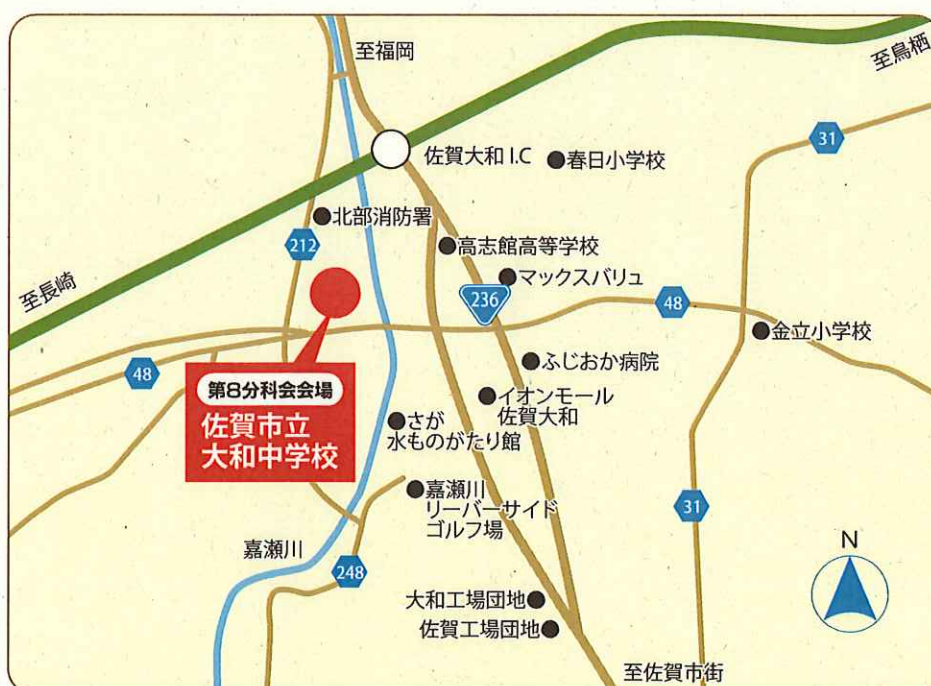 至福岡
至鳥栖
31
佐賀大和 I.C
春日小学校
北部消防署
212
高志館高等学校
マックスバリュ
至長崎
236
48
金立小学校
48
ふじおか病院
第8分科会会場
佐賀市立
大和中学校
イオンモール
佐賀大和
さが
水ものがたり館
嘉瀬川
リーバーサイド
ゴルフ場
31
嘉瀬川
248
N
大和工場団地
佐賀工場団地
至佐賀市街